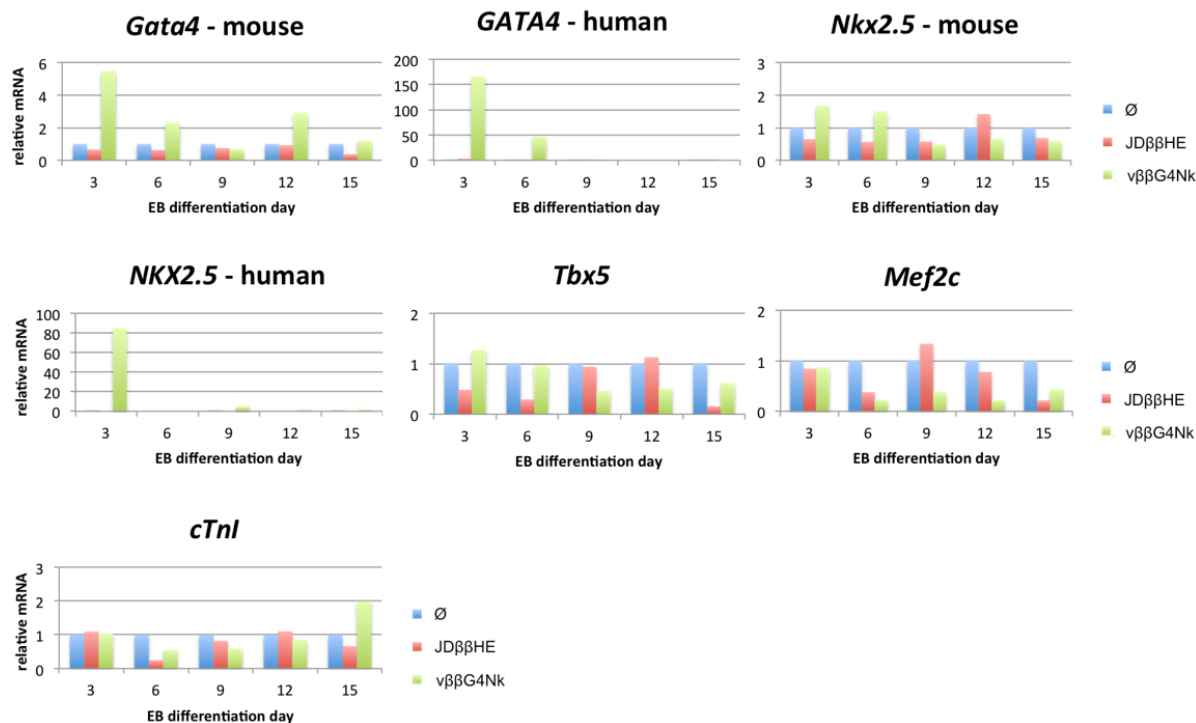 Gata4 - mouse
GATA4 - human
Nkx2.5 - mouse
relative mRNA
6
4
2
0
3 6 9 12 15
EB differentiation day
200
150
100
50
0
3 6 9 12 15
EB differentiation day
3
2
1
0
3 6 9 12 15
EB differentiation day
Ø
JDββHE
vββG4Nk
NKX2.5 - human
Tbx5
Mef2c
relative mRNA
100
80
60
40
20
0
3 6 9 12 15
EB differentiation day
2
1
0
3 6 9 12 15
EB differentiation day
2
1
0
3 6 9 12 15
EB differentiation day
Ø
JDββHE
vββG4Nk
cTnI
relative mRNA
3
2
1
0
3 6 9 12 15
EB differentiation day
Ø
JDββHE
vββG4Nk